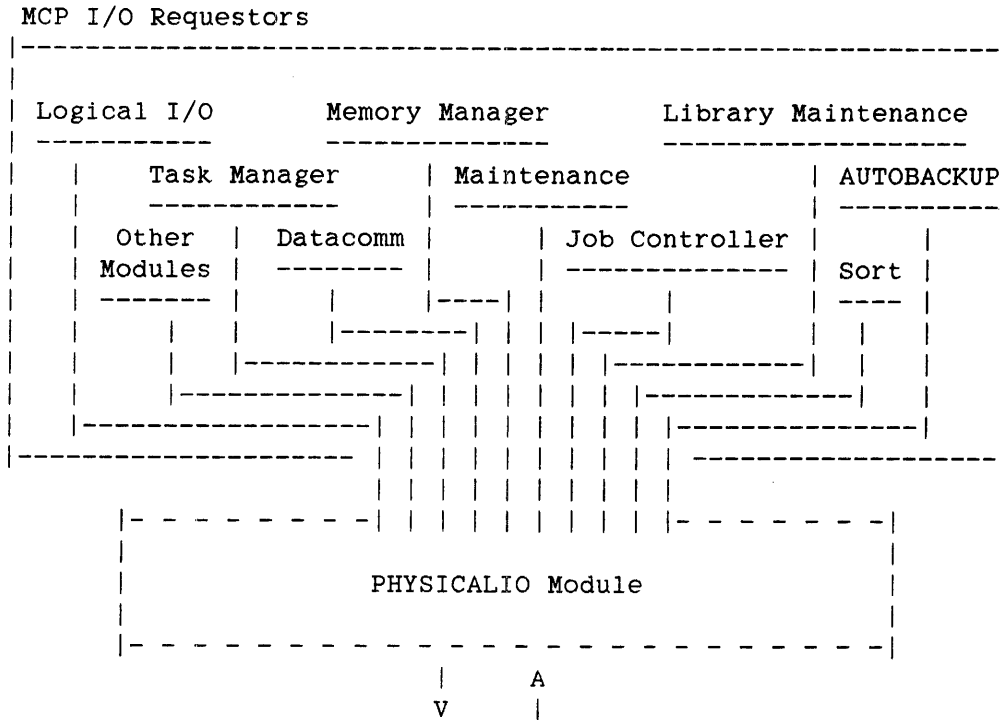 MCP I/O Requestors
Logical I/O Memory Manager Library Maintenance
Task Manager Maintenance AUTOBACKUP
Other Datacomm Job Controller
Modules Sort
PHYSICALIO Module
A
V